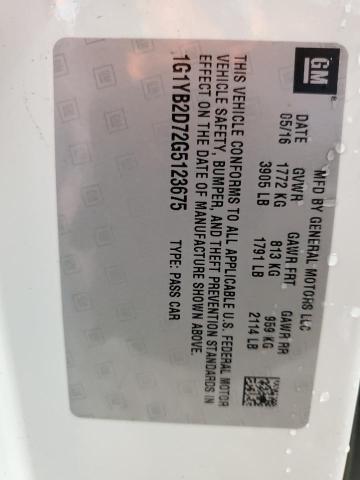 GM
MFD BY GENERAL MOTORS LLC
DATE GVWR GAWR FRT GAWR RR
05/16 1772 KG 813 KG 959 KG
3905 LB 1791 LB 2114 LB
THIS VEHICLE CONFORMS TO ALL APPLICABLE U.S. FEDERAL MOTOR
VEHICLE SAFETY, BUMPER, AND THEFT PREVENTION STANDARDS IN
EFFECT ON THE DATE OF MANUFACTURE SHOWN ABOVE.
1G1YB2D72G5123675 TYPE: PASS CAR